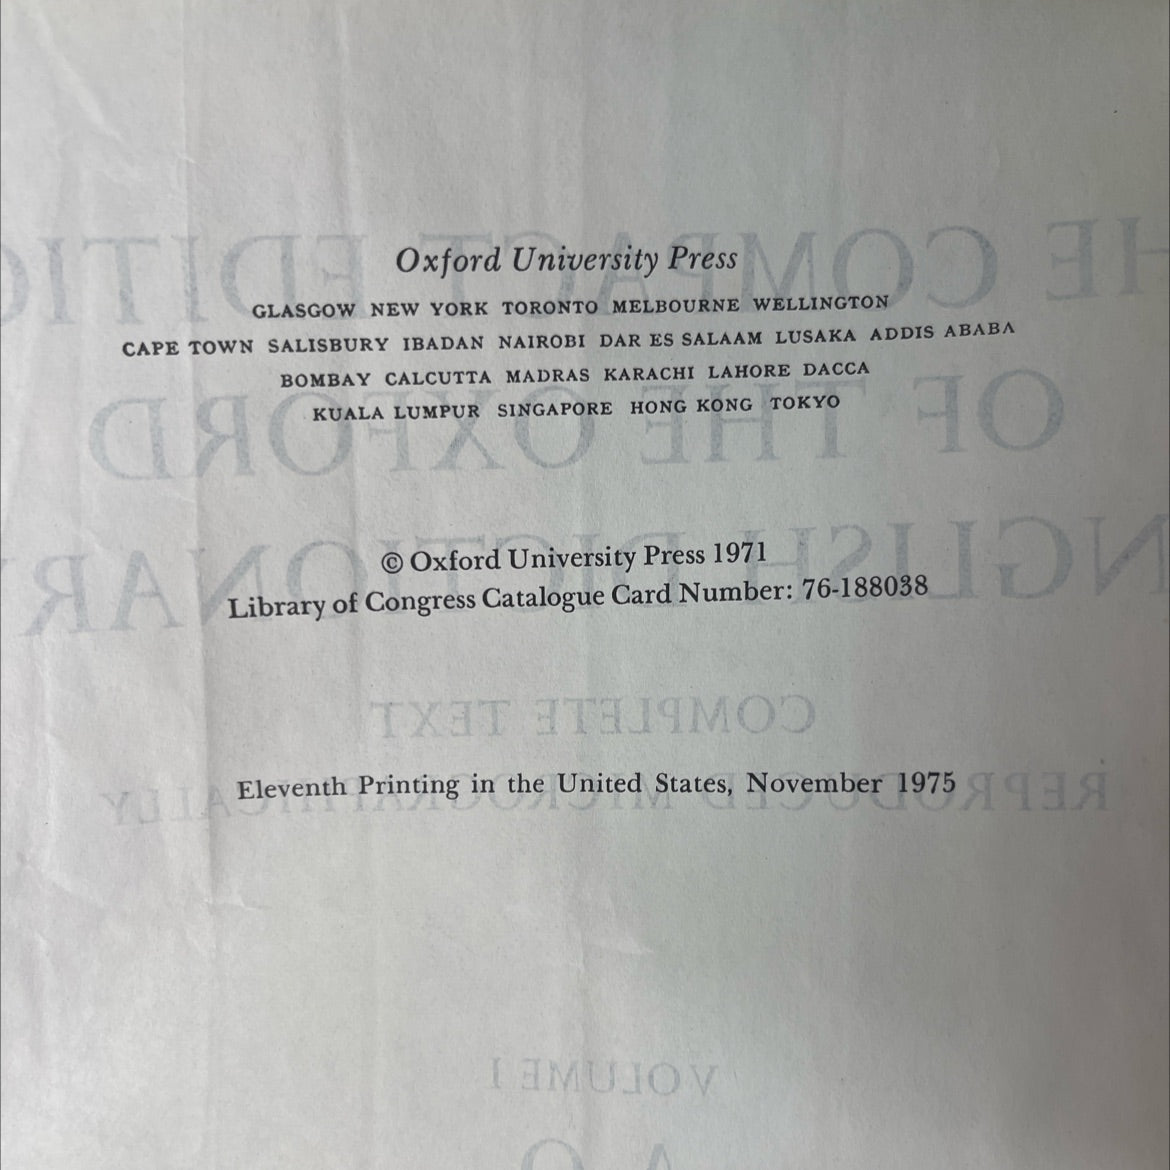 Oxford University Press
GLASGOW NEW YORK TORONTO MELBOURNE WELLINGTON
CAPE TOWN SALISBURY IBADAN NAIROBI DAR ES SALAAM LUSAKA ADDIS ABABA
BOMBAY CALCUTTA MADRAS KARACHI LAHORE DACCA
KUALA LUMPUR SINGAPORE HONG KONG TOKYO
© Oxford University Press 1971
Library of Congress Catalogue Card Number: 76-188038
Eleventh Printing in the United States, November 1975